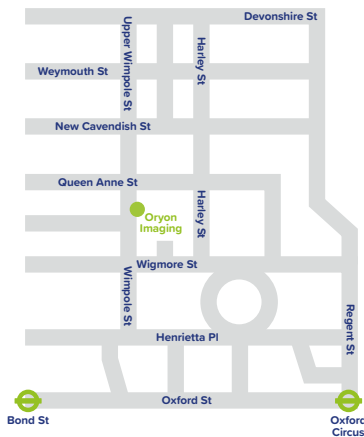 Devonshire St
Upper Wimpole St
Harley St
Weymouth St
New Cavendish St
Queen Anne St
Harley St
Oryon
Imaging
Wigmore St
Wimpole St
Regent St
Henrietta Pl
Oxford St
Bond St
Oxford
Circus